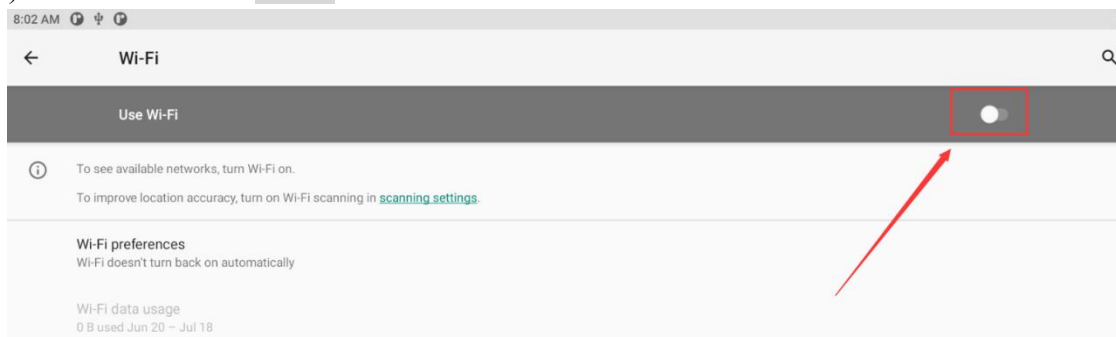 8:02 AM
Wi-Fi
Use Wi-Fi
To see available networks, turn Wi-Fi on.
To improve location accuracy, turn on Wi-Fi scanning in scanning settings.
Wi-Fi preferences
Wi-Fi doesn't turn back on automatically
Wi-Fi data usage
0 B used Jun 20 – Jul 18